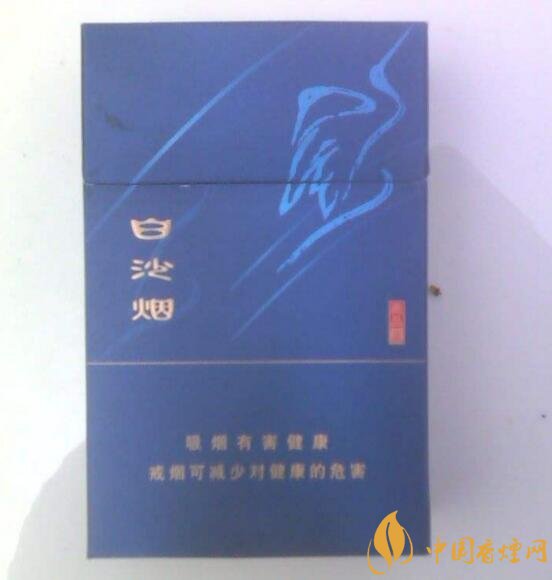 白沙烟
吸烟有害健康
戒烟可减少对健康的危害
中国香煙网